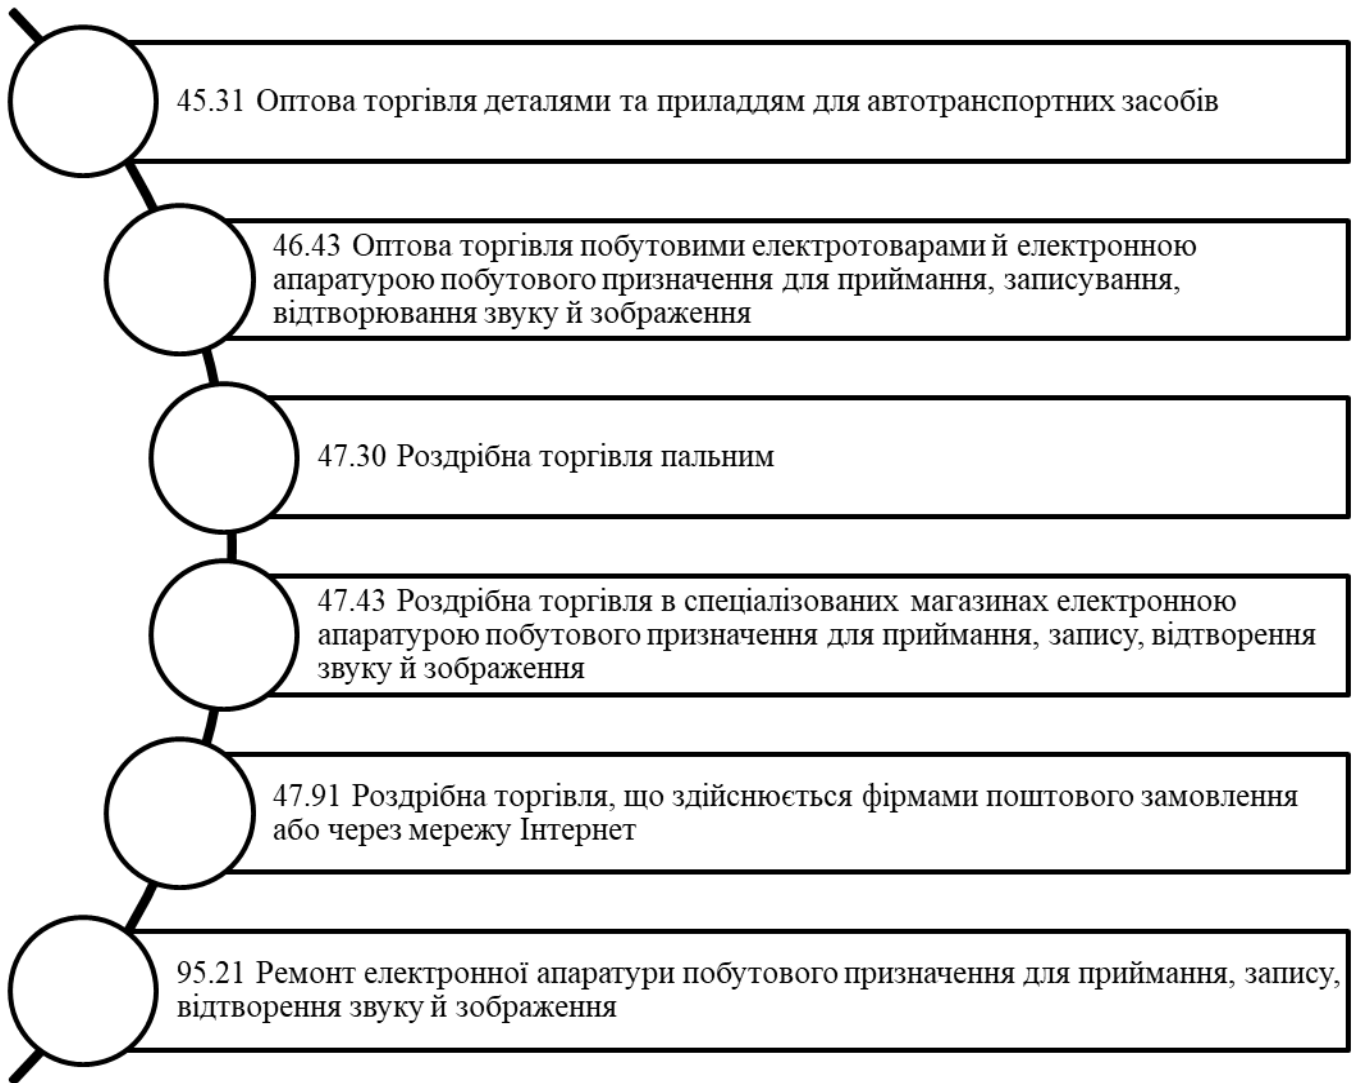 45.31 Оптова торгівля деталями та приладдям для автотранспортних засобів
46.43 Оптова торгівля побутовими електротоварами й електронною
апаратурою побутового призначення для приймання, записування,
відтворювання звуку й зображення
47.30 Роздрібна торгівля пальним
47.43 Роздрібна торгівля в спеціалізованих магазинах електронною
апаратурою побутового призначення для приймання, запису, відтворення
звуку й зображення
47.91 Роздрібна торгівля, що здійснюється фірмами поштового замовлення
або через мережу Інтернет
95.21 Ремонт електронної апаратури побутового призначення для приймання, запису,
відтворення звуку й зображення